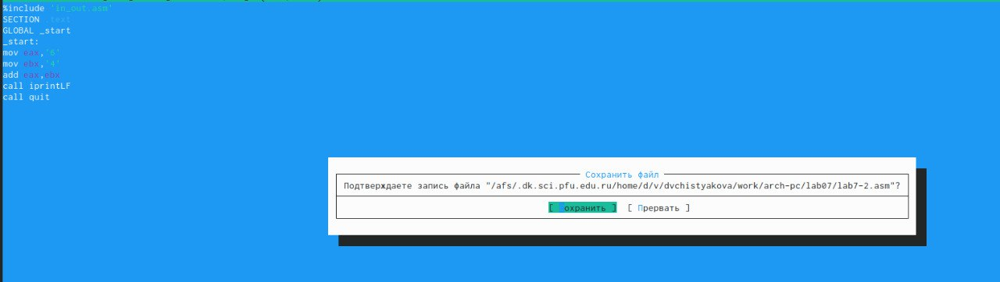 %include 'in_out.asm'
SECTION .text
GLOBAL _start
_start:
mov eax,'6'
mov ebx,'4'
add eax,ebx
call iprintLF
call quit
Сохранить файл
Подтверждаете запись файла "/afs/.dk.sci.pfu.edu.ru/home/d/v/dvchistyakova/work/arch-pc/lab07/lab7-2.asm"?
[ Сохранить ] [ Прервать ]